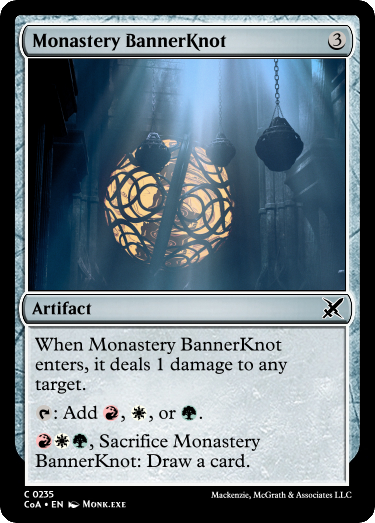 Monastery BannerKnot 3
Artifact
When Monastery BannerKnot
enters, it deals 1 damage to any
target.
: Add , , or .
, Sacrifice Monastery
BannerKnot: Draw a card.
C 0235
CoA • EN Monk.exe
Mackenzie, McGrath & Associates LLC